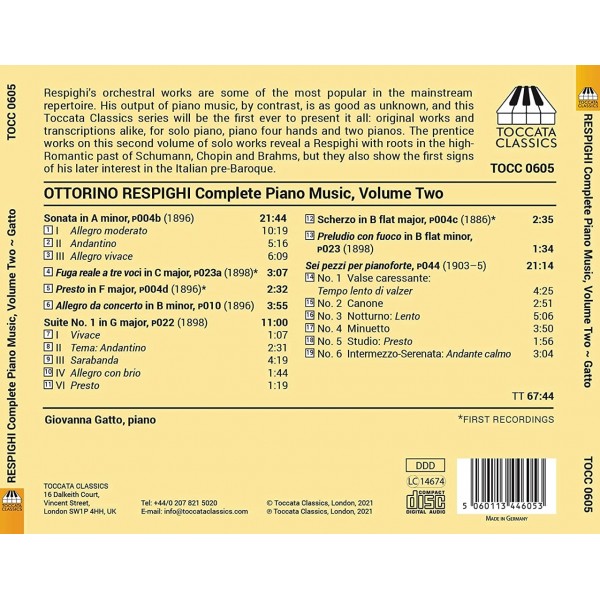 TOCC 0605
RESPIGHI Complete Piano Music, Volume Two ~ Gatto
TOCCATA
CLASSICS
Respighi's orchestral works are some of the most popular in the mainstream
repertoire. His output of piano music, by contrast, is as good as unknown, and this
Toccata Classics series will be the first ever to present it all: original works and
transcriptions alike, for solo piano, piano four hands and two pianos. The prentice
works on this second volume of solo works reveal a Respighi with roots in the high-
Romantic past of Schumann, Chopin and Brahms, but they also show the first signs
of his later interest in the Italian pre-Baroque.
TOCCATA
CLASSICS
TOCC 0605
OTTORINO RESPIGHI Complete Piano Music, Volume Two
Sonata in A minor, P004b (1896) 21:44
1 I Allegro moderato 10:19
2 II Andantino 5:16
3 III Allegro vivace 6:09
4 Fuga reale a tre voci in C major, P023a (1898)* 3:07
5 Presto in F major, P004d (1896)* 2:32
6 Allegro da concerto in B minor, P010 (1896) 3:55
Suite No. 1 in G major, P022 (1898) 11:00
7 I Vivace 1:07
8 II Tema: Andantino 2:31
9 III Sarabanda 4:19
10 IV Allegro con brio 1:44
11 VI Presto 1:19
12 Scherzo in B flat major, P004c (1886)* 2:35
13 Preludio con fuoco in B flat minor,
P023 (1898) 1:34
Sei pezzi per pianoforte, P044 (1903–5) 21:14
14 No. 1 Valse caressante:
Tempo lento di valzer 4:25
15 No. 2 Canone 2:51
16 No. 3 Notturno: Lento 5:06
17 No. 4 Minuetto 3:50
18 No. 5 Studio: Presto 1:56
19 No. 6 Intermezzo-Serenata: Andante calmo 3:04
TT 67:44
Giovanna Gatto, piano
*FIRST RECORDINGS
TOCCATA CLASSICS
16 Dalkeith Court,
Vincent Street,
London SW1P 4HH, UK
Tel: +44/0 207 821 5020
E-mail: info@toccataclassics.com
© Toccata Classics, London, 2021
℗ Toccata Classics, London, 2021
DDD
LC 14674
COMPACT
disc
DIGITAL AUDIO
5 060113 446053
MADE IN GERMANY
TOCCATA
CLASSICS
RESPIGHI Complete Piano Music, Volume Two ~ Gatto
TOCC 0605